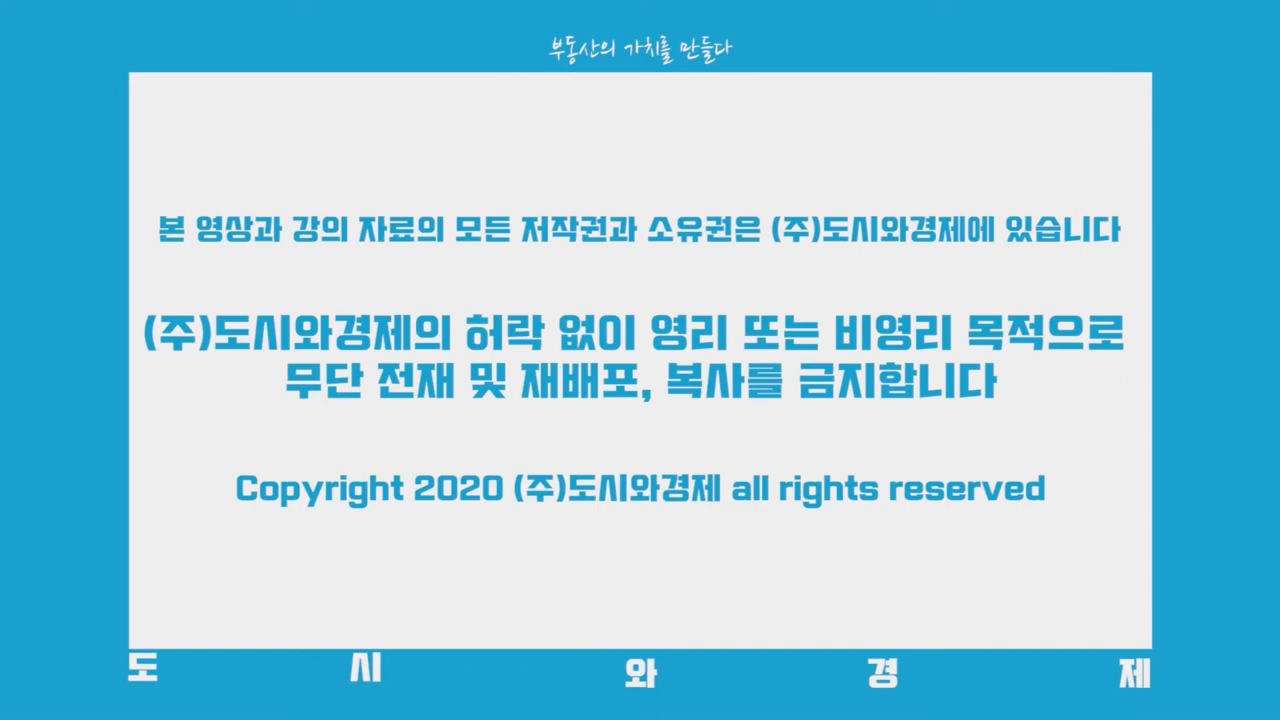 부동산의 가치를 만들다
본 영상과 강의 자료의 모든 저작권과 소유권은 (주)도시와경제에 있습니다
(주)도시와경제의 허락 없이 영리 또는 비영리 목적으로
무단 전재 및 재배포, 복사를 금지합니다
Copyright 2020 (주)도시와경제 all rights reserved
도 시 와 경 제